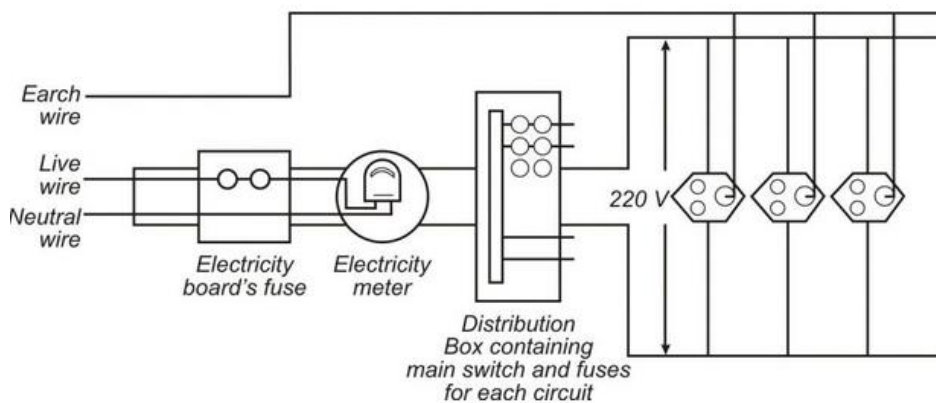 Earch
wire
Live
wire
Neutral
wire
Electricity
board's fuse
Electricity
meter
Distribution
Box containing
main switch and fuses
for each circuit
220 V